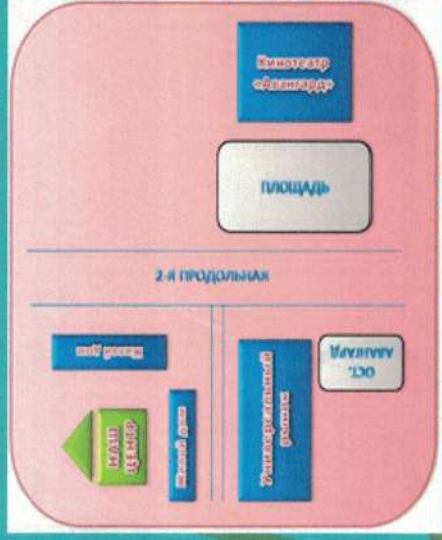 Кинотеатр
«Авангард»
ПЛОЩАДЬ
2-Я ПРОДОЛЬНАЯ
Жилой дом
НАШ
ЦЕНТР
Жилой дом
Универсальный
рынок
ОСТ.
АВАНГАРД